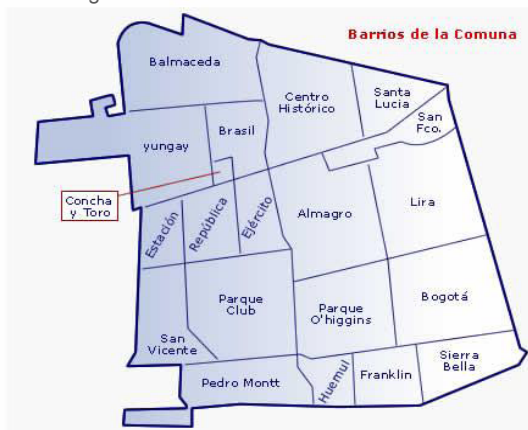 Barrios de la Comuna
Balmaceda
Centro
Histórico
Santa
Lucia
San
Fco.
yungay
Brasil
Concha
y Toro
Estación
República
Ejército
Almagro
Lira
Parque
Club
Parque
O'higgins
Bogotá
San
Vicente
Pedro Montt
Huemul
Franklin
Sierra
Bella